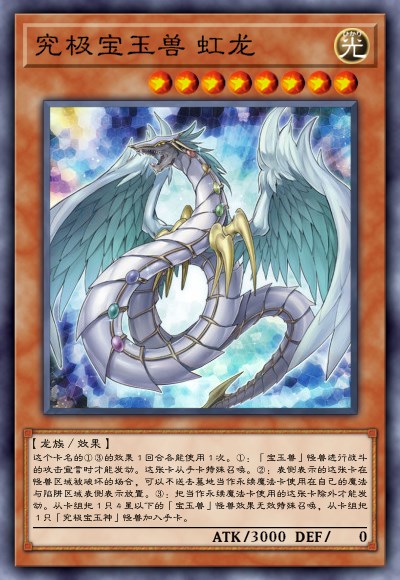 究极宝玉兽 虹龙
光
【龙族／效果】
这个卡名的①③的效果1回合各能使用1次。①：「宝玉兽」怪兽进行战斗
的攻击宣言时才能发动。这张卡从手卡特殊召唤。②：表侧表示的这张卡在
怪兽区域被破坏的场合，可以不送去墓地当作永续魔法卡使用在自己的魔法
与陷阱区域表侧表示放置。③：把当作永续魔法卡使用的这张卡除外才能发
动。从卡组把1只4星以下的「宝玉兽」怪兽效果无效特殊召唤，从卡组把
1只「究极宝玉神」怪兽加入手卡。
ATK/3000 DEF/ 0